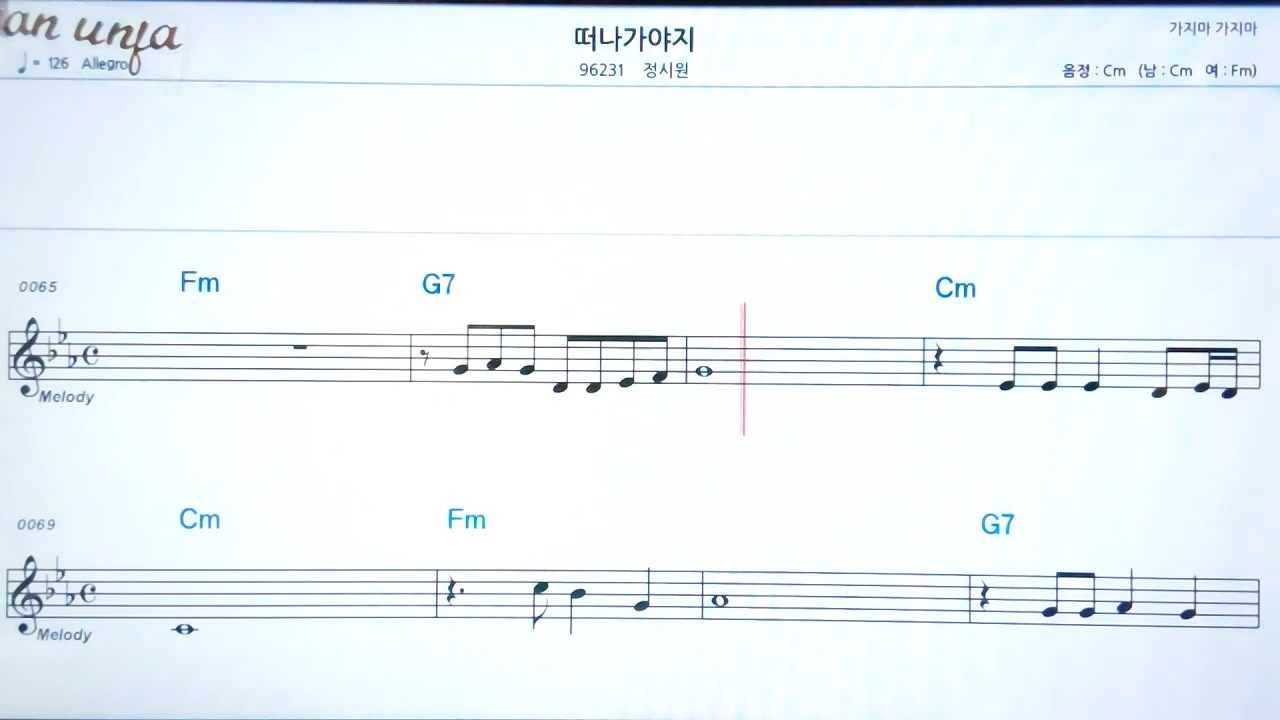 an unja
♩= 126 Allegro
떠나가야지
96231 정시원
가지마 가지마
음정 : Cm (남 : Cm 여 : Fm)
0065 Fm G7 Cm
Melody
0069 Cm Fm G7
Melody